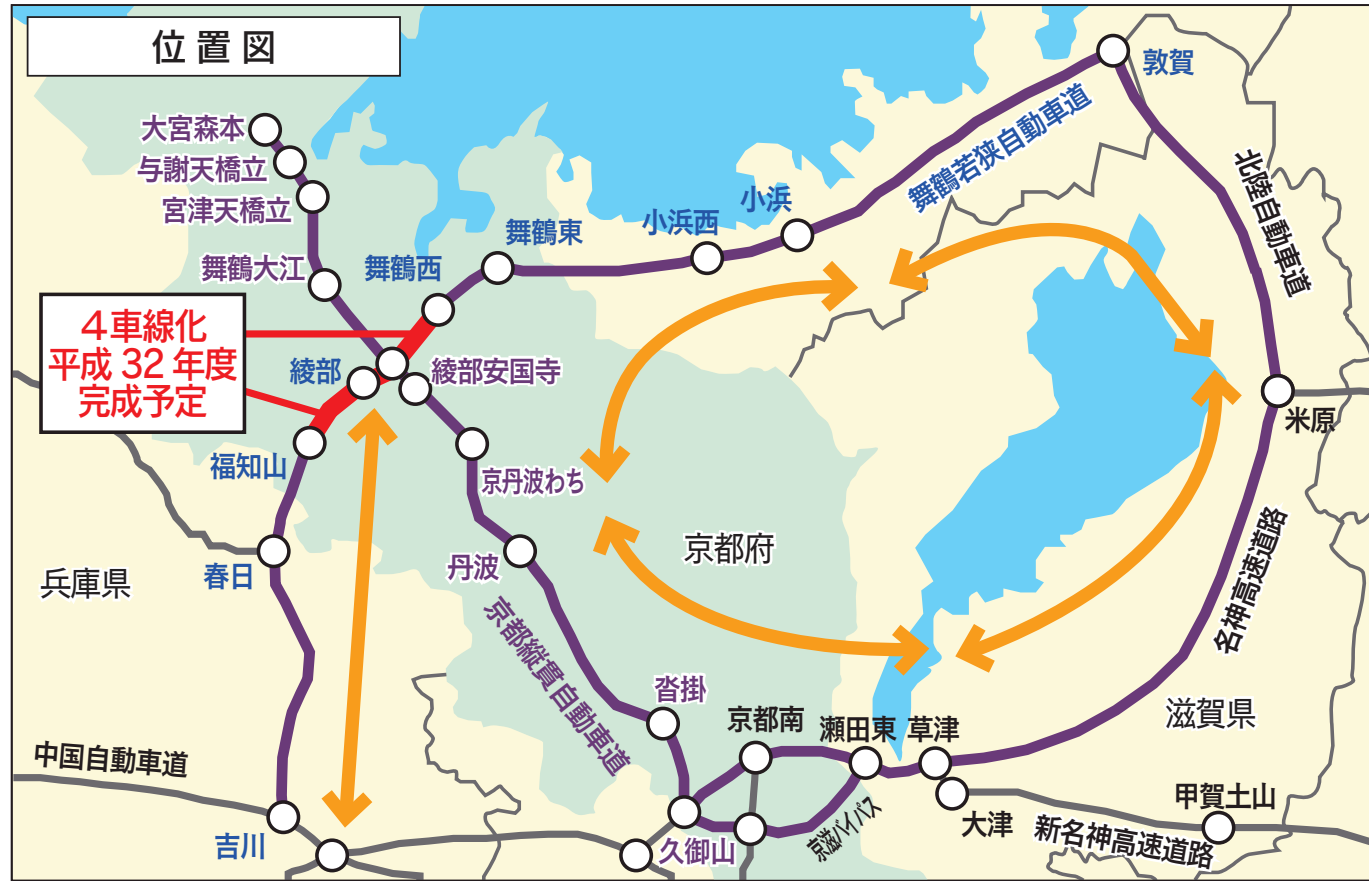 位置図
大宮森本
与謝天橋立
宮津天橋立
舞鶴大江
舞鶴西
舞鶴東
小浜西
小浜
舞鶴若狭自動車道
敦賀
北陸自動車道
4車線化
平成 32 年度
完成予定
綾部
綾部安国寺
福知山
京丹波わち
米原
春日
丹波
京都府
兵庫県
京都縦貫自動車道
名神高速道路
沓掛
京都南
瀬田東
草津
滋賀県
中国自動車道
吉川
久御山
京滋バイパス
大津
甲賀土山
新名神高速道路